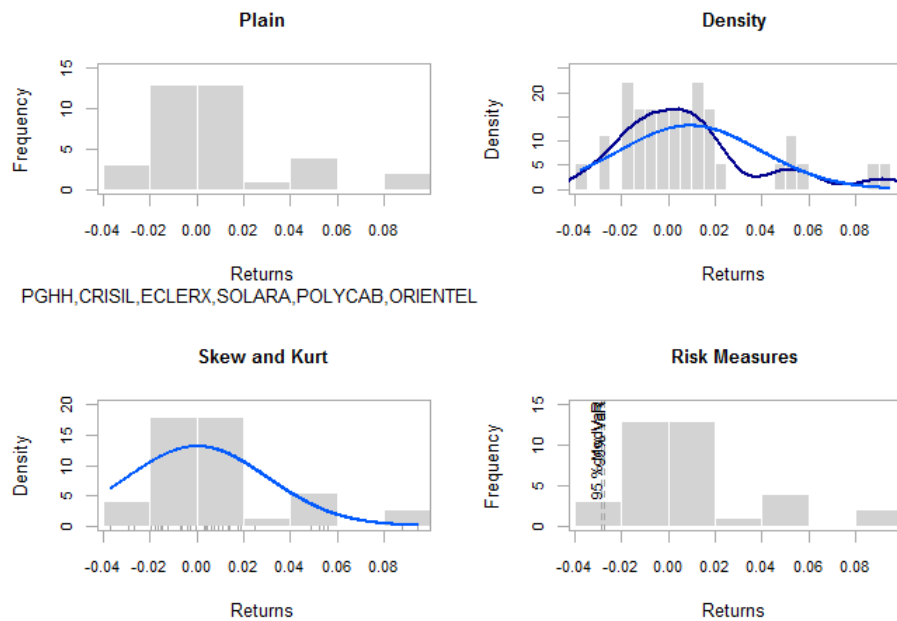 Plain
Frequency
15
10
5
0
-0.04 -0.02 0.00 0.02 0.04 0.06 0.08
Returns
Density
Density
20
10
5
0
-0.04 -0.02 0.00 0.02 0.04 0.06 0.08
Returns
PGHH,CRISIL,ECLERX,SOLARA,POLYCAB,ORIENTEL
Skew and Kurt
Density
20
15
10
5
0
-0.04 -0.02 0.00 0.02 0.04 0.06 0.08
Returns
Risk Measures
Frequency
15
10
5
0
95 %
-0.04 -0.02 0.00 0.02 0.04 0.06 0.08
Returns